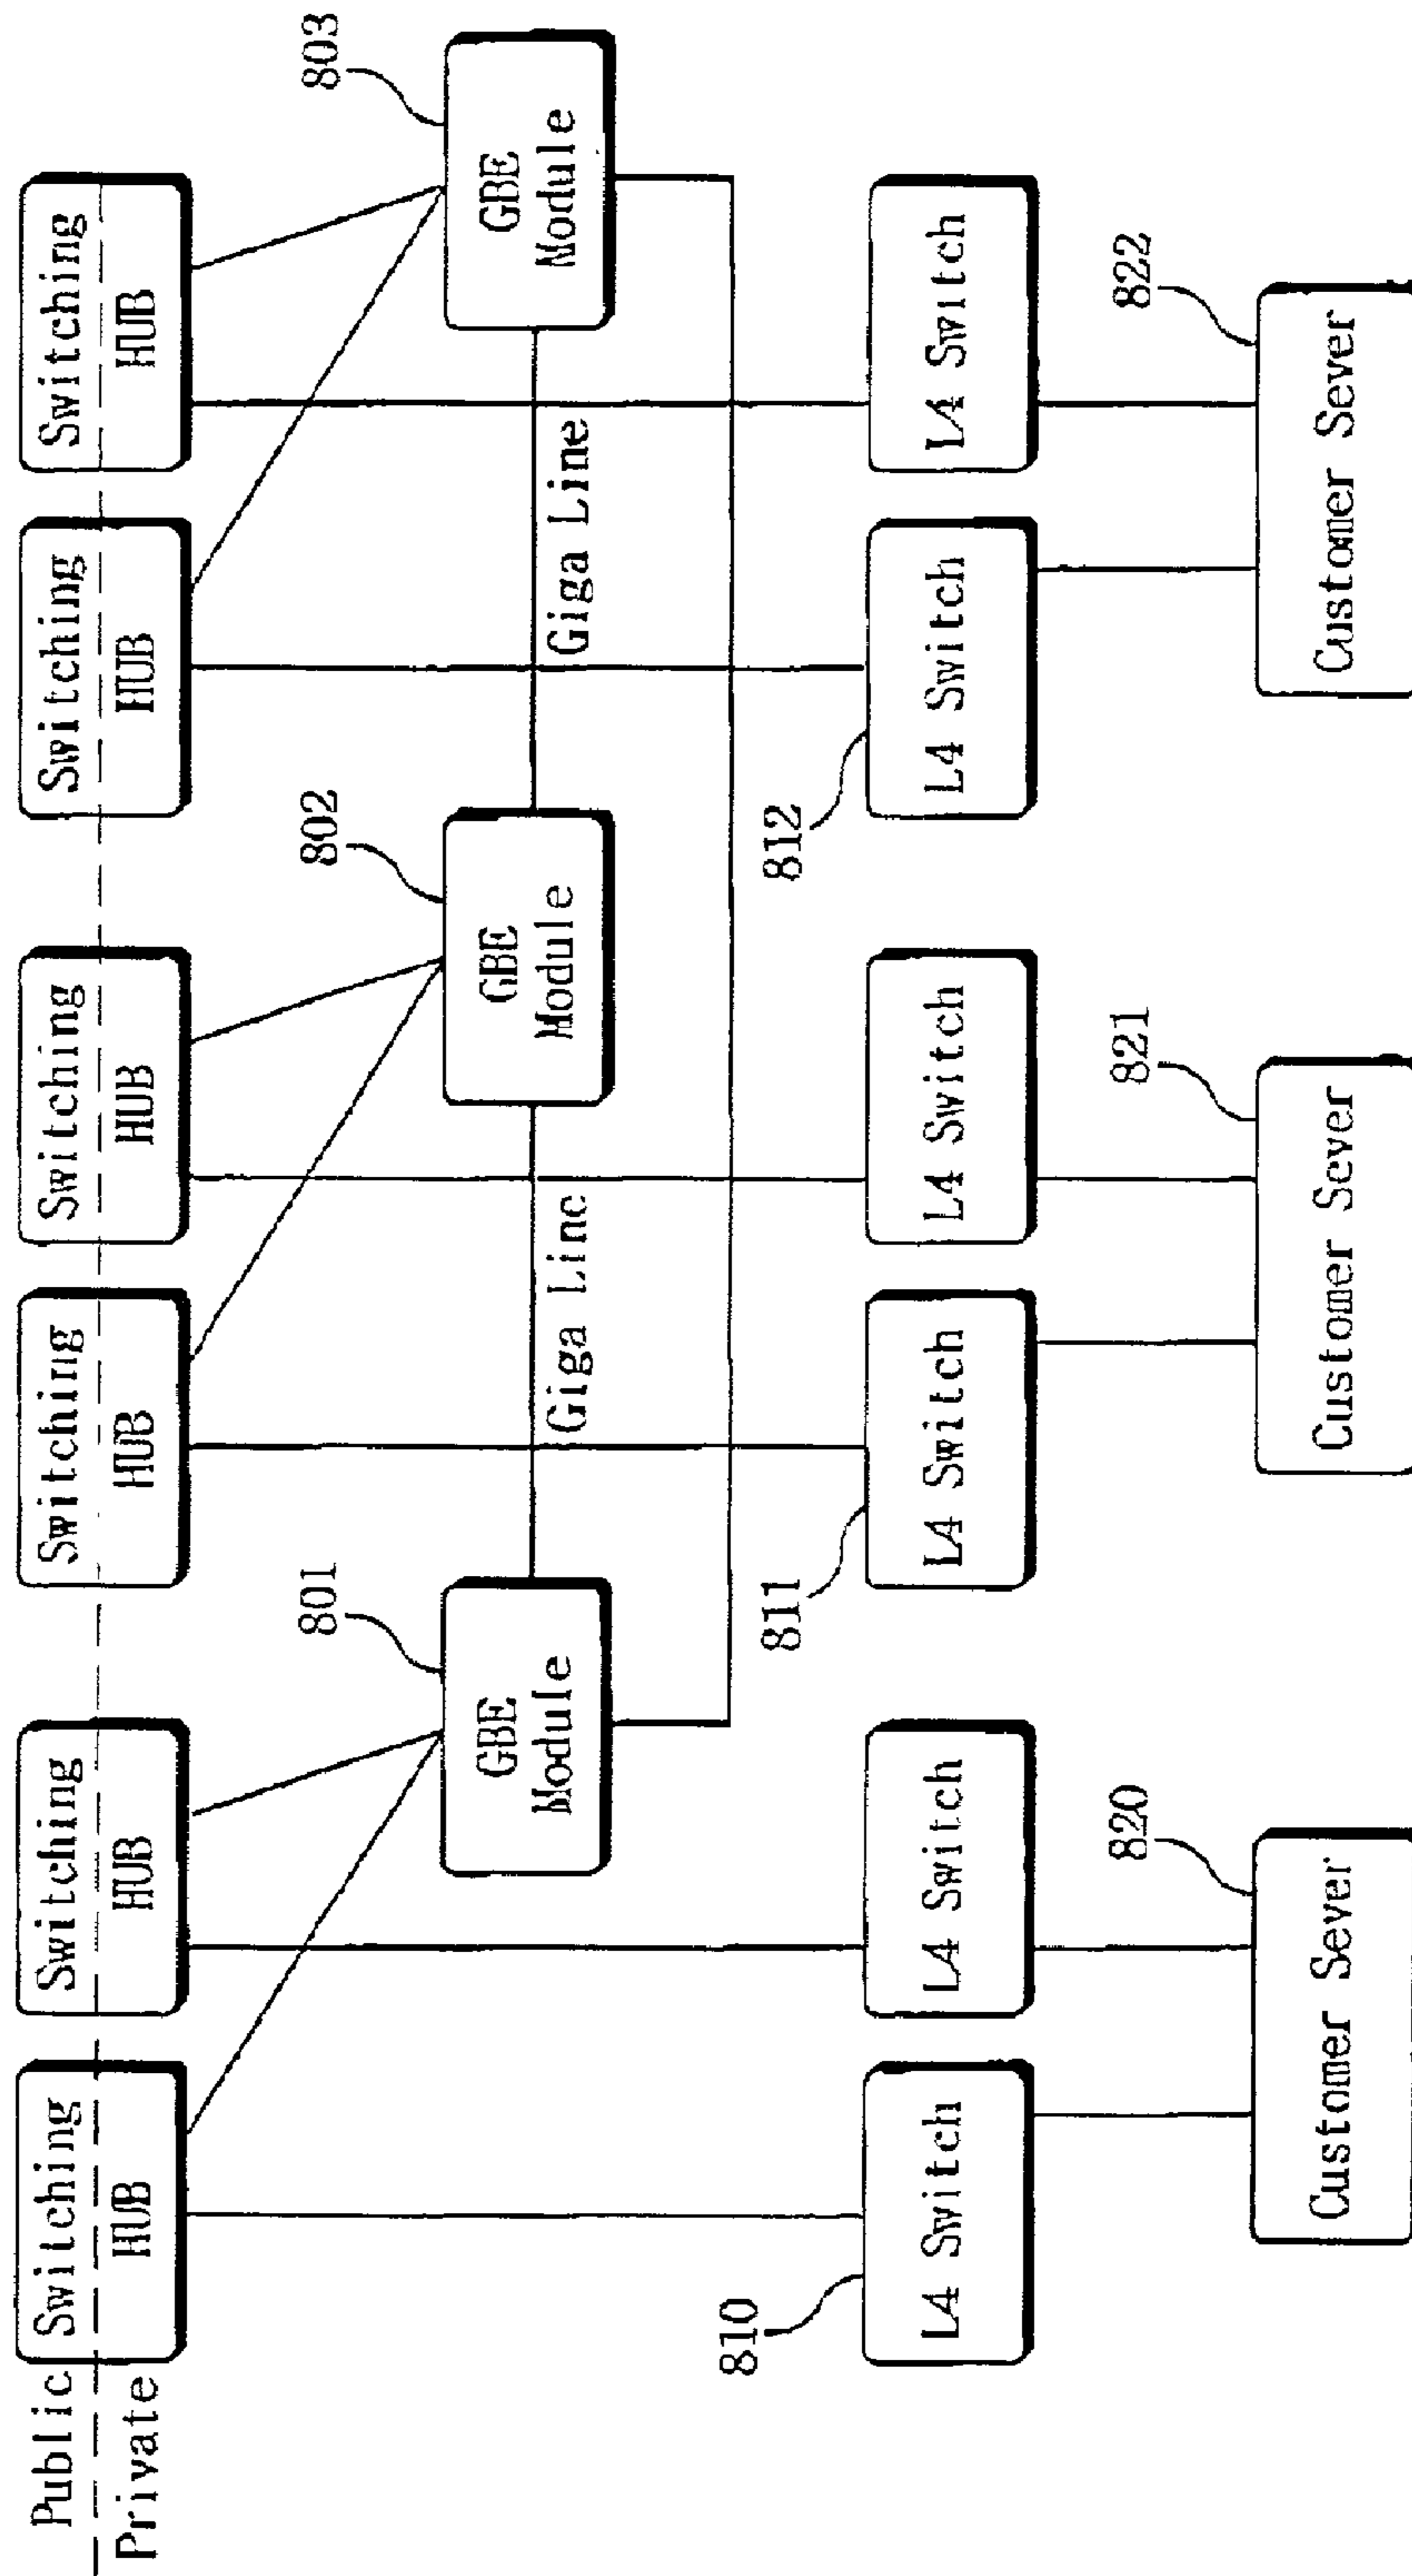 Public
Private
Switching
HUB
Switching
HUB
Switching
HUB
Switching
HUB
Switching
HUB
Switching
HUB
801
802
803
GBE
Module
GBE
Module
GBE
Module
Giga Line
Giga Line
810
811
812
L4 Switch
L4 Switch
L4 Switch
L4 Switch
L4 Switch
L4 Switch
820
821
822
Customer Sever
Customer Sever
Customer Sever